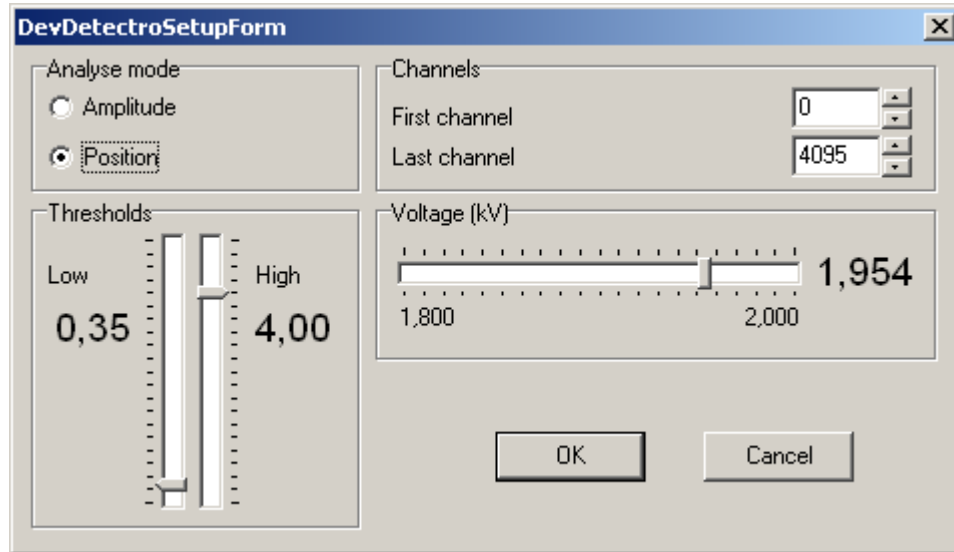 DevDetectroSetupForm
Analyse mode
Amplitude
Position
Channels
First channel
0
Last channel
4095
Thresholds
Low
High
0,35
4,00
Voltage (kV)
1,954
1,800
2,000
OK
Cancel